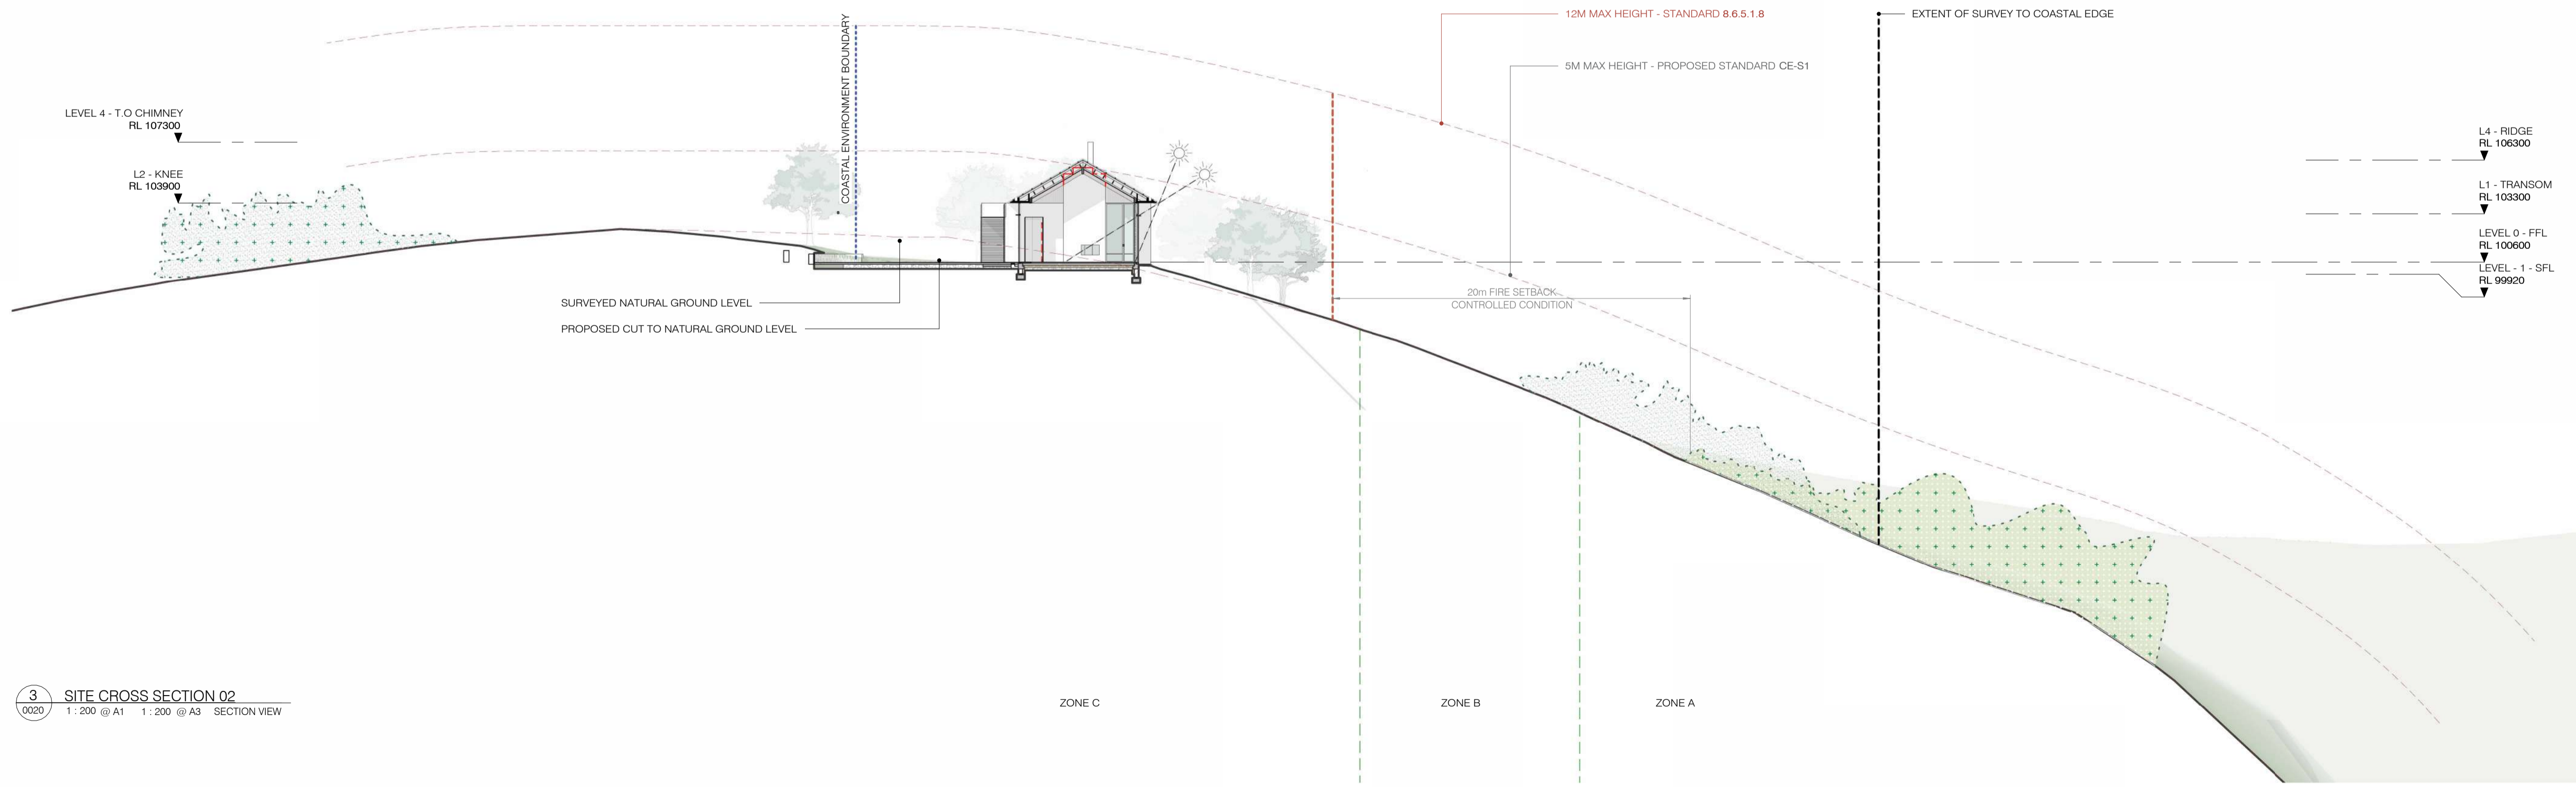 12M MAX HEIGHT - STANDARD 8.6.5.1.8
EXTENT OF SURVEY TO COASTAL EDGE
COASTAL ENVIRONMENT BOUNDARY
5M MAX HEIGHT - PROPOSED STANDARD CE-S1
LEVEL 4 - T.O CHIMNEY
RL 107300
L4 - RIDGE
RL 106300
L2 - KNEE
RL 103900
L1 - TRANSOM
RL 103300
LEVEL 0 - FFL
RL 100600
LEVEL - 1 - SFL
RL 99920
20m FIRE SETBACK
CONTROLLED CONDITION
SURVEYED NATURAL GROUND LEVEL
PROPOSED CUT TO NATURAL GROUND LEVEL
ZONE C
ZONE B
ZONE A
3
0020
SITE CROSS SECTION 02
1 : 200 @ A1 1 : 200 @ A3 SECTION VIEW